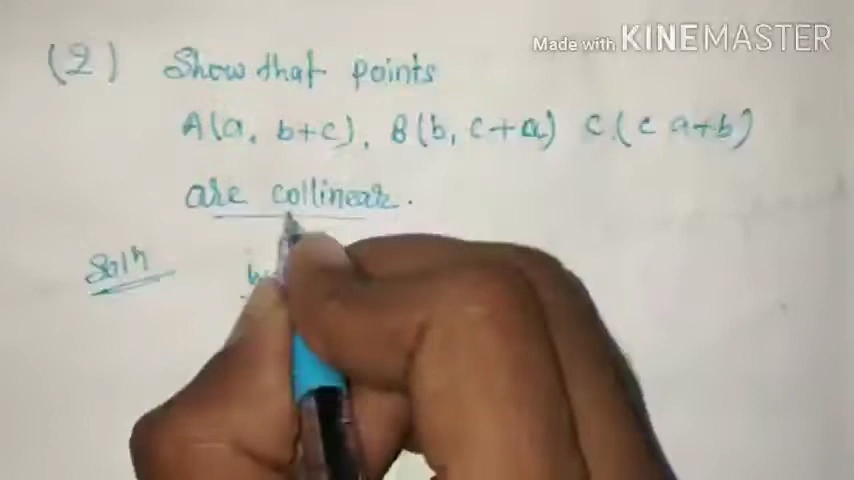 Made with KINEMASTER
(2) Show that points
A(a, b+c), B(b, c+a) C(c a+b)
are collinear.
Soln